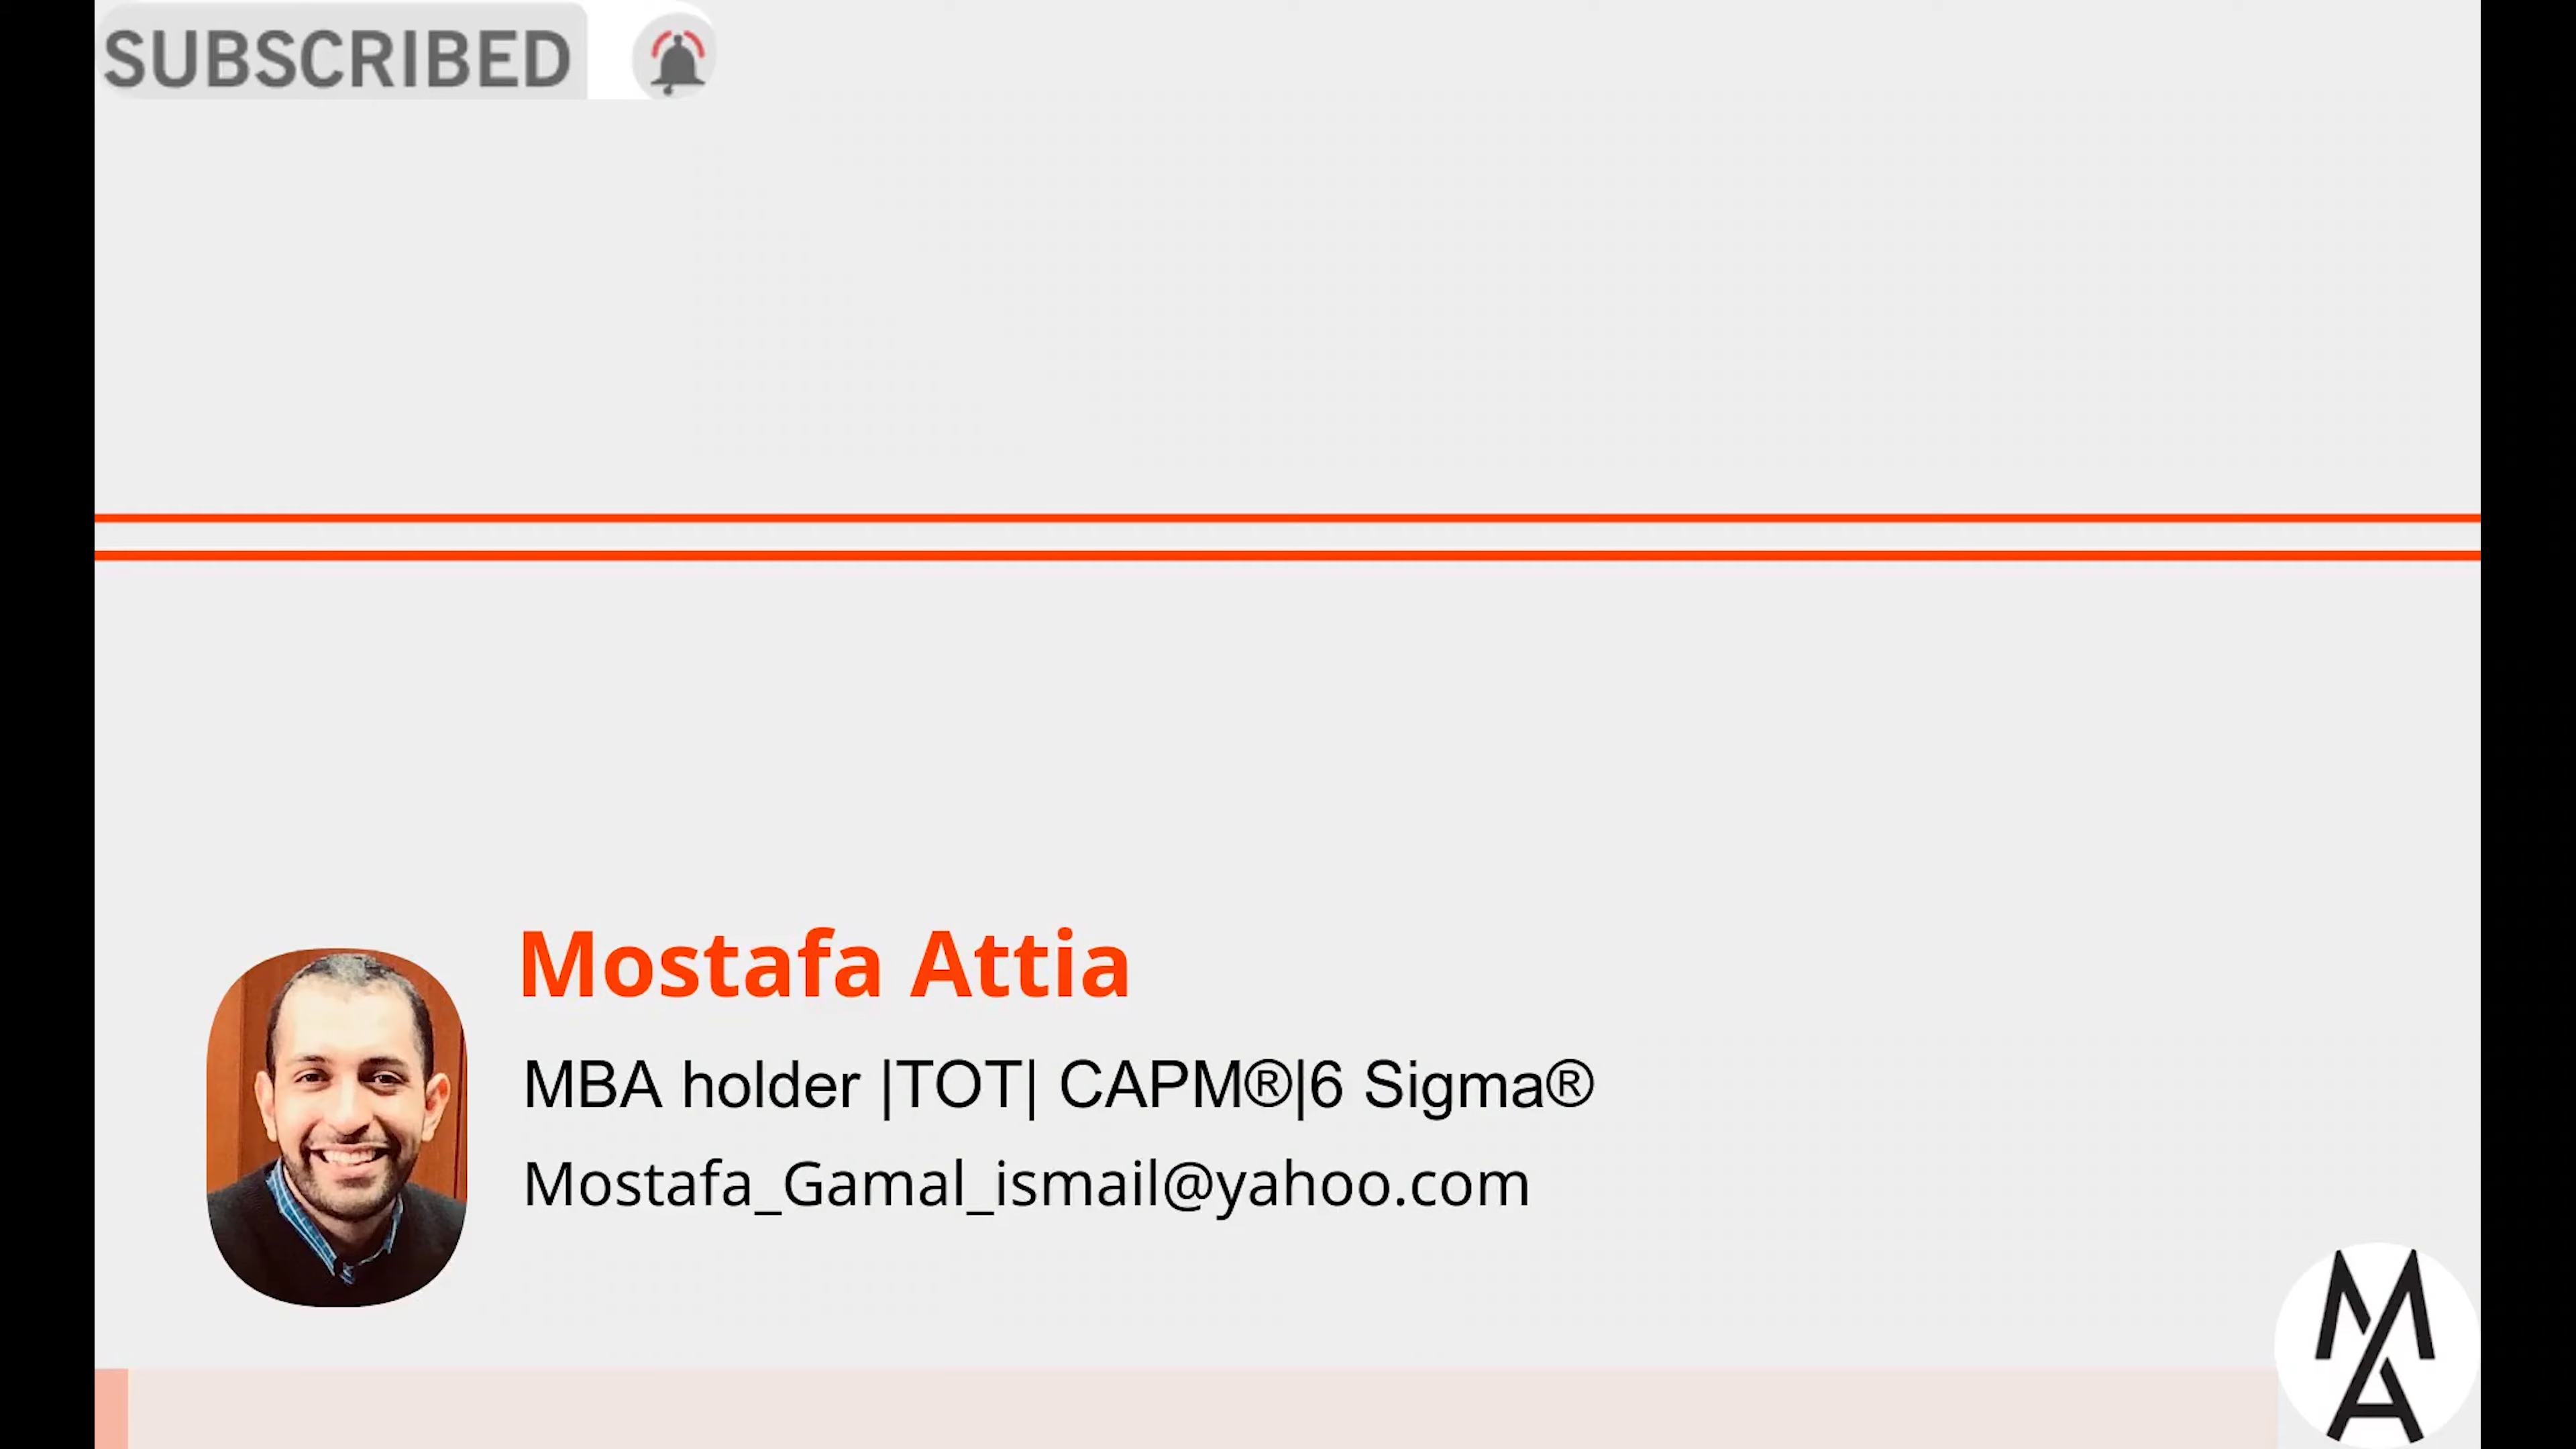 SUBSCRIBED
Mostafa Attia
MBA holder |TOT| CAPM®|6 Sigma®
Mostafa_Gamal_ismail@yahoo.com
MA